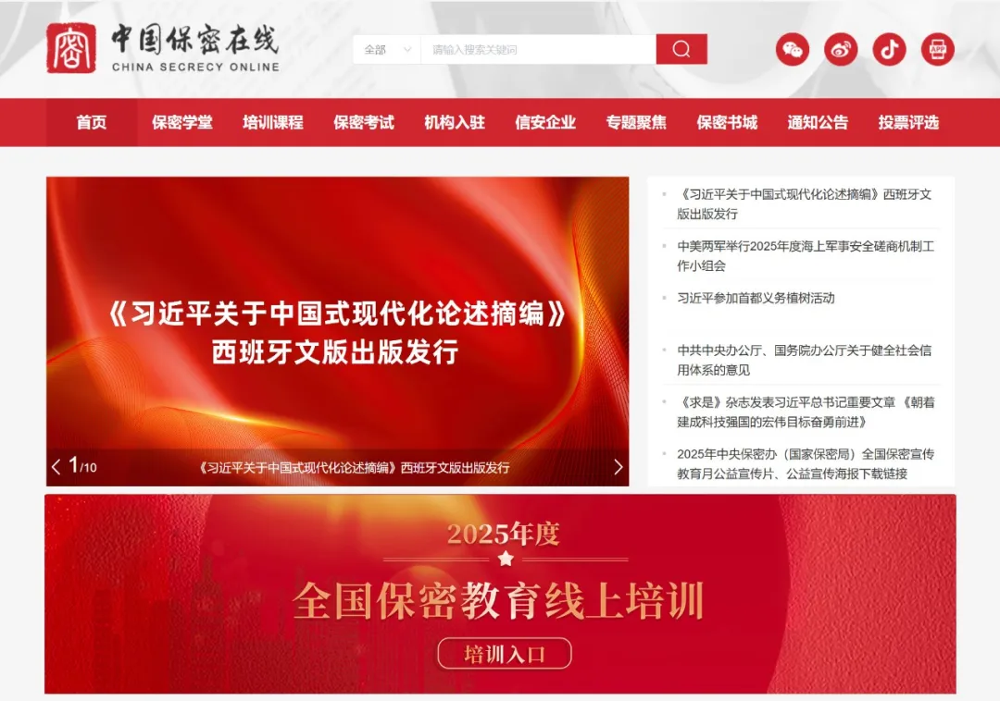 密
中国保密在线
CHINA SECRECY ONLINE
全部
请输入搜索关键词
APP
首页 保密学堂 培训课程 保密考试 机构入驻 信安企业 专题聚焦 保密书城 通知公告 投票评选
《习近平关于中国式现代化论述摘编》
西班牙文版出版发行
1/10
《习近平关于中国式现代化论述摘编》西班牙文版出版发行
《习近平关于中国式现代化论述摘编》西班牙文
版出版发行
中美两军举行2025年度海上军事安全磋商机制工
作小组会
习近平参加首都义务植树活动
中共中央办公厅、国务院办公厅关于健全社会信
用体系的意见
《求是》杂志发表习近平总书记重要文章 《朝着
建成科技强国的宏伟目标奋勇前进》
2025年中央保密办(国家保密局)全国保密宣传
教育月公益宣传片、公益宣传海报下载链接
2025年度
全国保密教育线上培训
培训入口